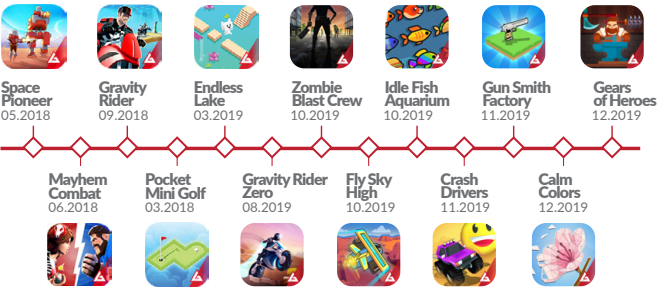 Space
Pioneer
05.2018
Gravity
Rider
09.2018
Endless
Lake
03.2019
Zombie
Blast Crew
10.2019
Idle Fish
Aquarium
10.2019
Gun Smith
Factory
11.2019
Gears
of Heroes
12.2019
Mayhem
Combat
06.2018
Pocket
Mini Golf
03.2018
Gravity Rider
Zero
08.2019
Fly Sky
High
10.2019
Crash
Drivers
11.2019
Calm
Colors
12.2019